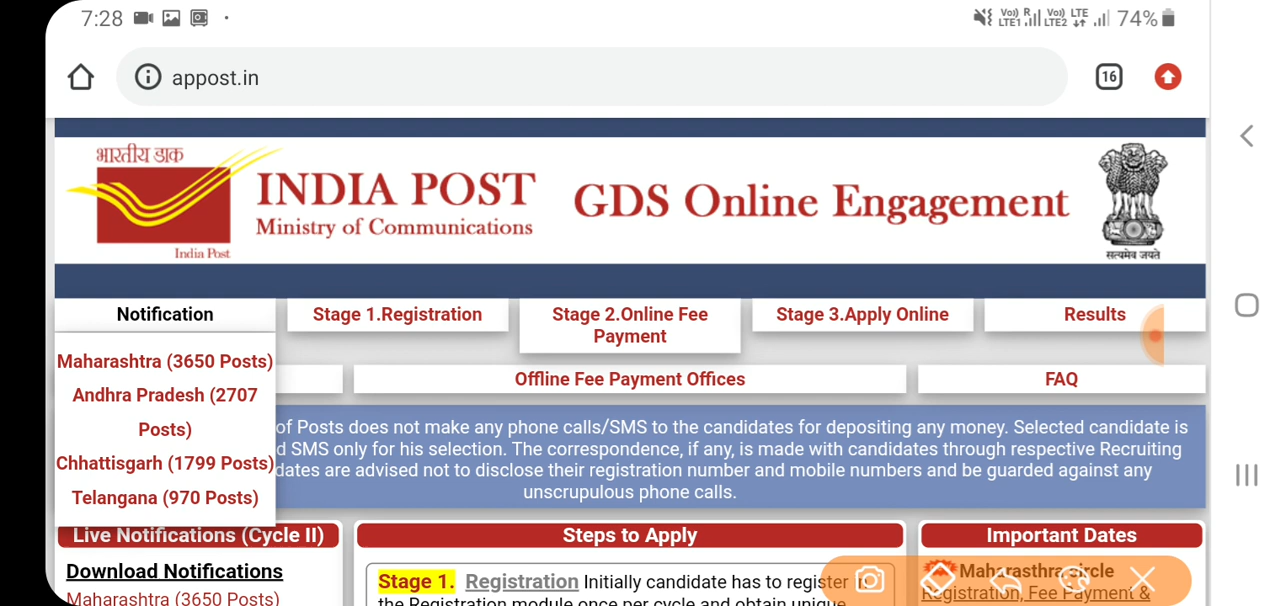 7:28
Vo) R Vo) LTE
LTE1 LTE2 74%
appost.in
16
भारतीय डाक
INDIA POST
Ministry of Communications
India Post
GDS Online Engagement
सत्यमेव जयते
Notification
Stage 1.Registration
Stage 2.Online Fee
Payment
Stage 3.Apply Online
Results
Maharashtra (3650 Posts)
Andhra Pradesh (2707
Posts)
Chhattisgarh (1799 Posts)
Telangana (970 Posts)
Offline Fee Payment Offices
FAQ
of Posts does not make any phone calls/SMS to the candidates for depositing any money. Selected candidate is
d SMS only for his selection. The correspondence, if any, is made with candidates through respective Recruiting
dates are advised not to disclose their registration number and mobile numbers and be guarded against any
unscrupulous phone calls.
Live Notifications (Cycle II)
Download Notifications
Maharashtra (3650 Posts)
Steps to Apply
Stage 1. Registration Initially candidate has to register
the Registration module once per cycle and obtain unique
Important Dates
Maharasthra circle
Registration, Fee Payment &